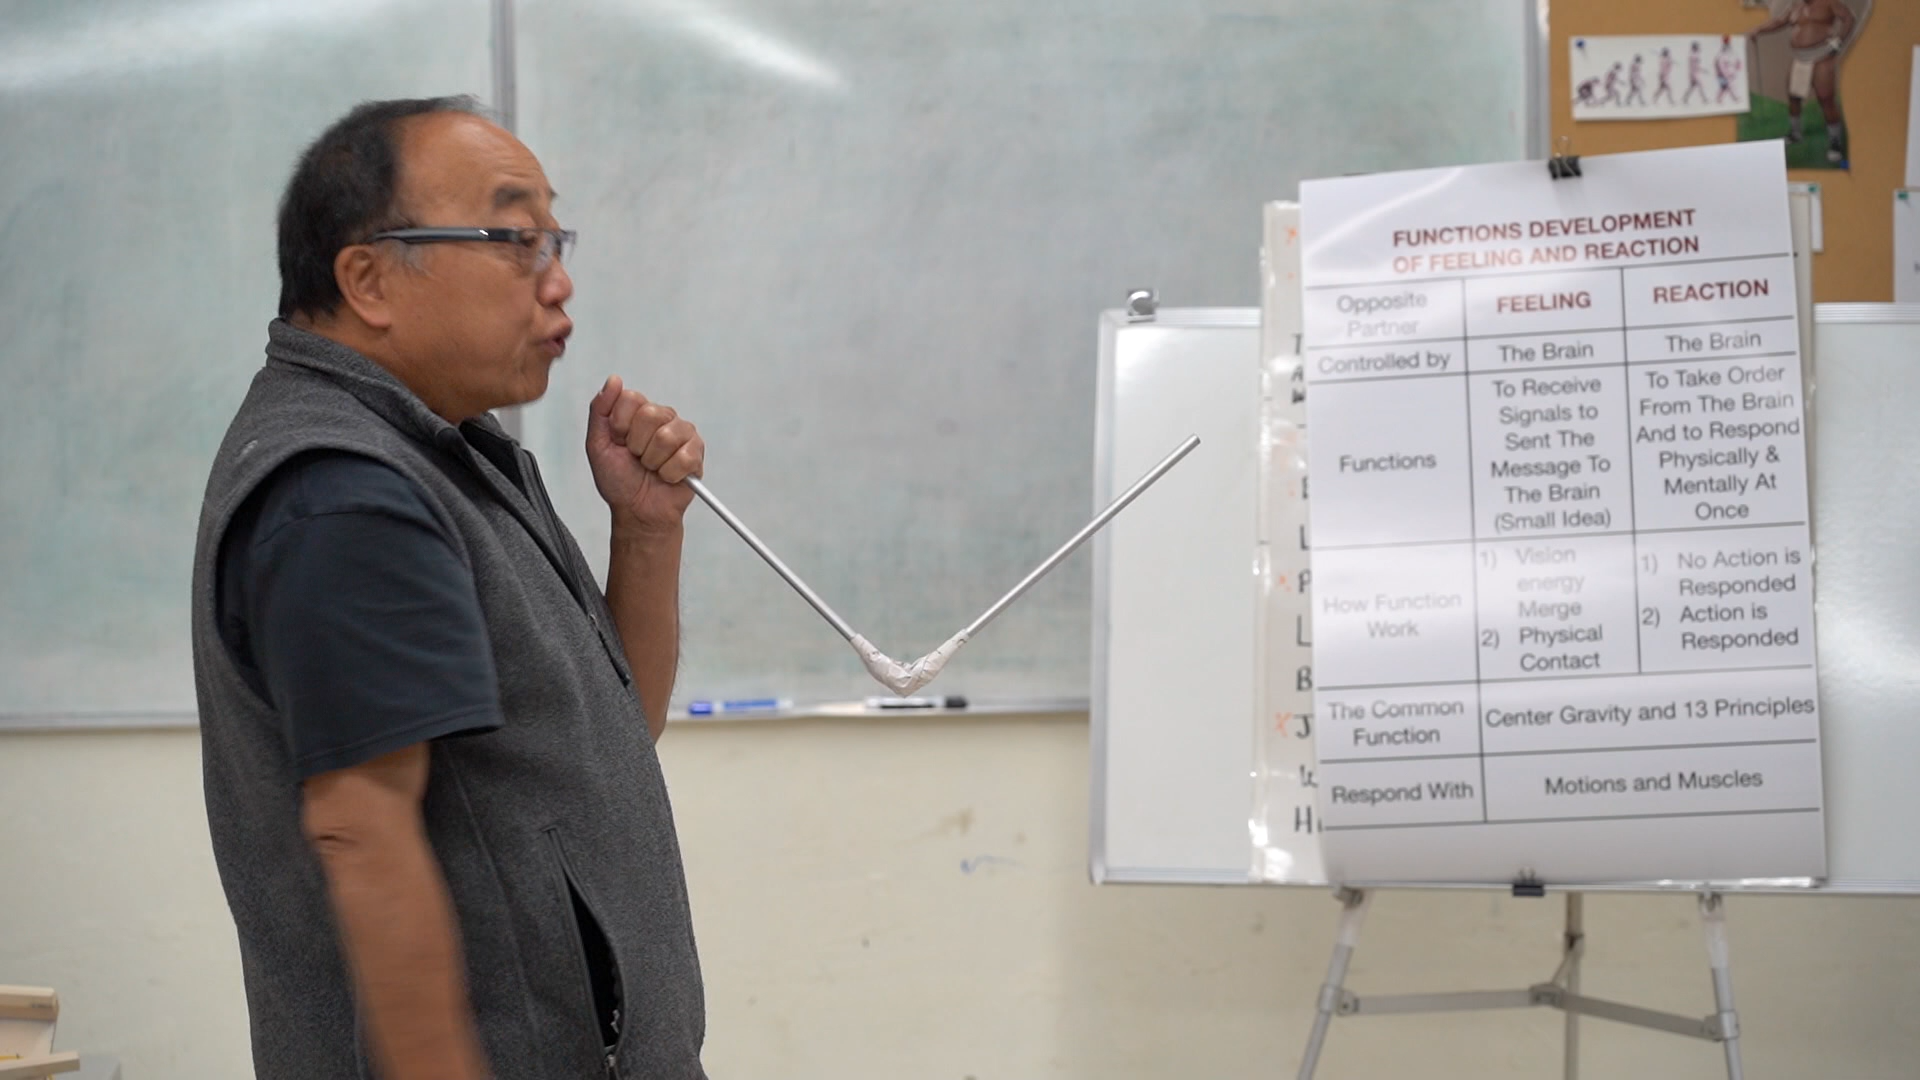 FUNCTIONS DEVELOPMENT
OF FEELING AND REACTION
Opposite
Partner
FEELING
REACTION
Controlled by
The Brain
The Brain
Functions
To Receive
Signals to
Sent The
Message To
The Brain
(Small Idea)
To Take Order
From The Brain
And to Respond
Physically &
Mentally At
Once
How Function
Work
1) Vision
energy
Merge
2) Physical
Contact
1) No Action is
Responded
2) Action is
Responded
The Common
Function
Center Gravity and 13 Principles
Respond With
Motions and Muscles